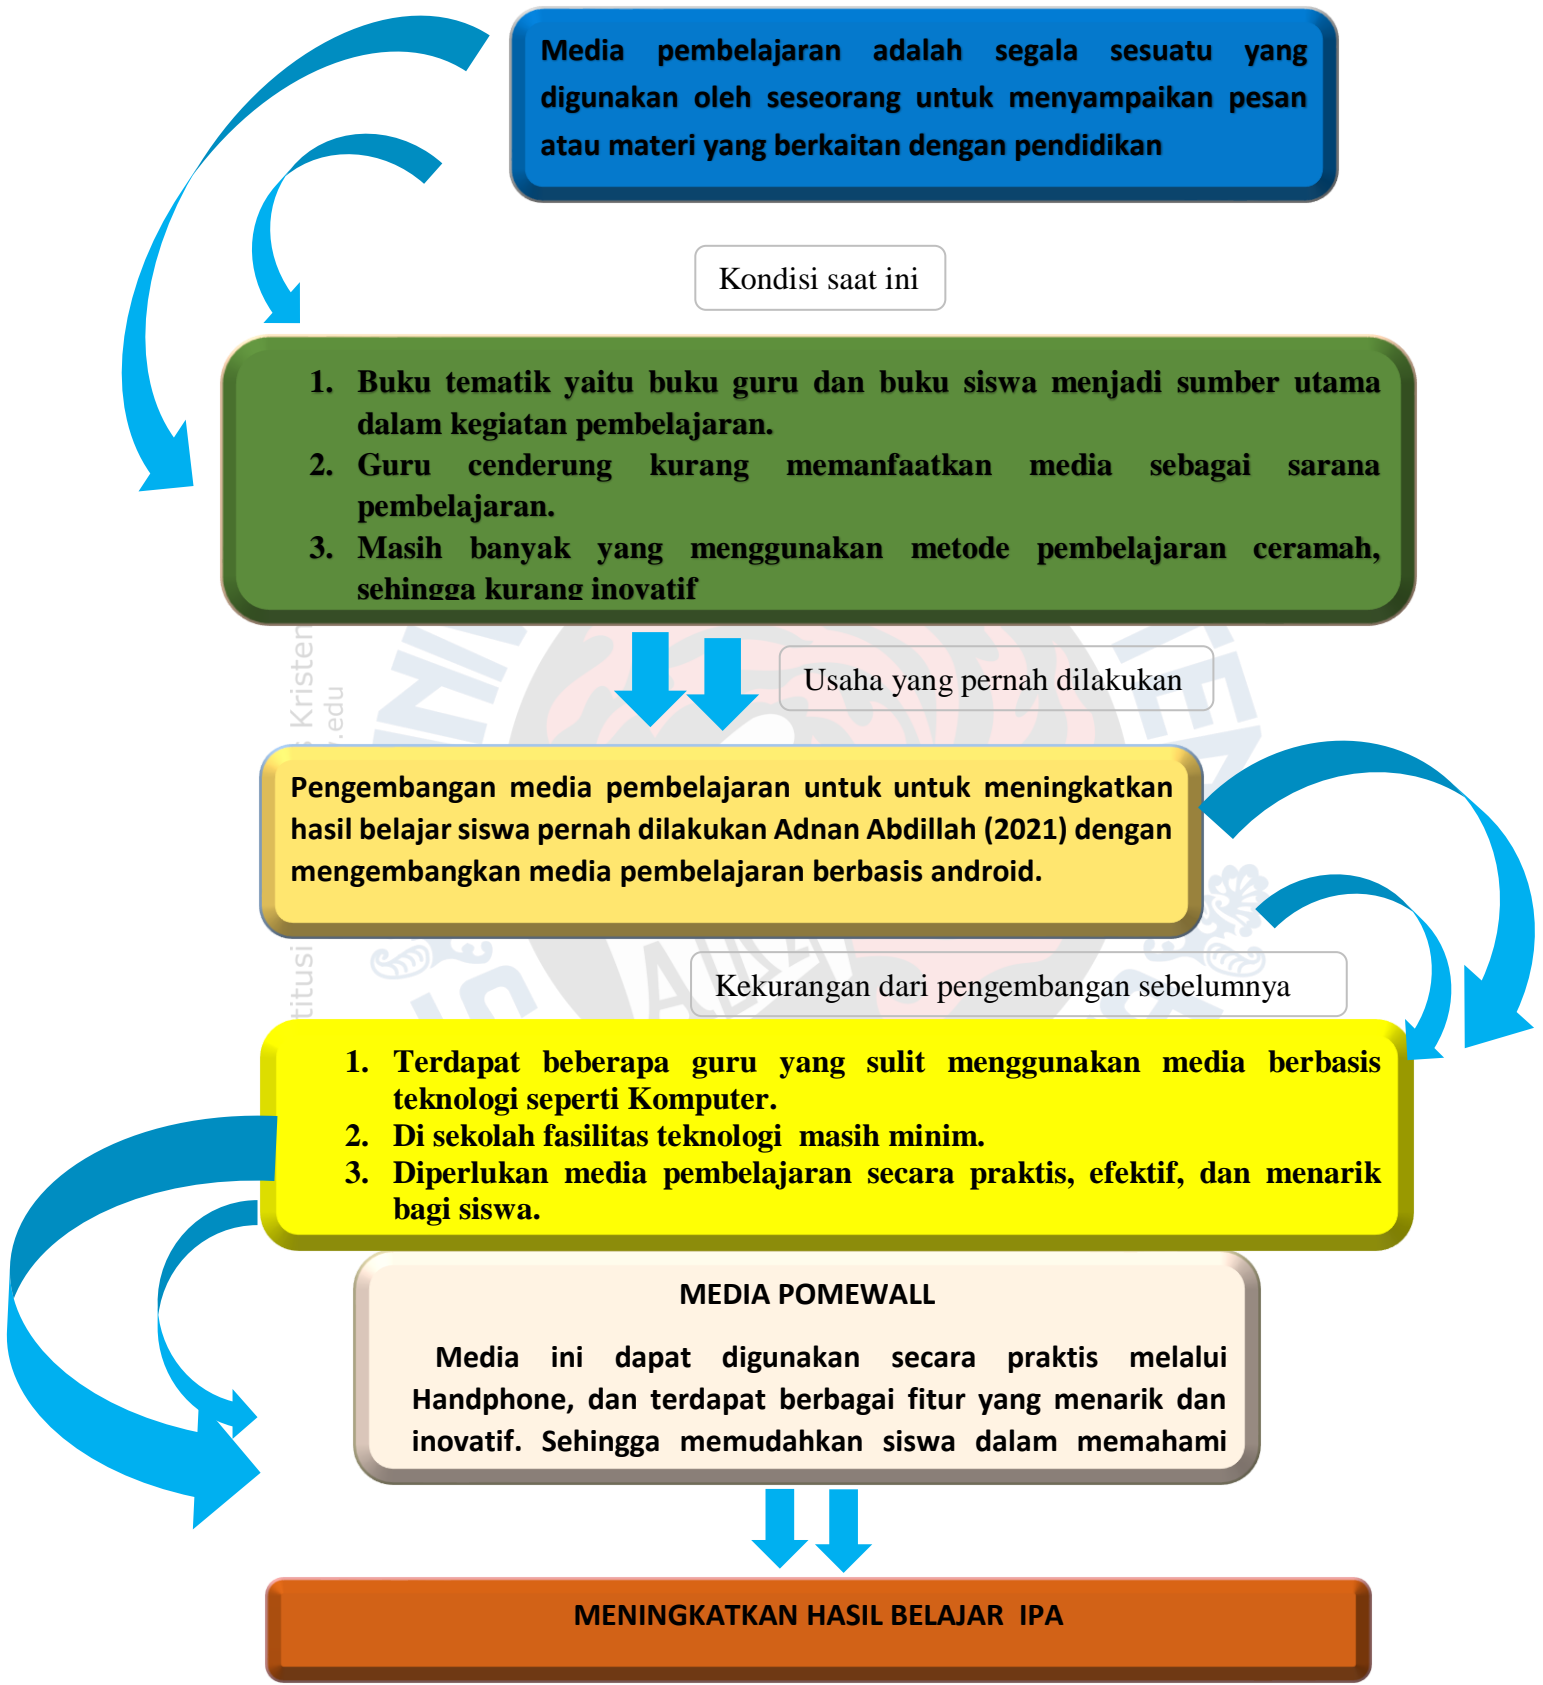 Media pembelajaran adalah segala sesuatu yang
digunakan oleh seseorang untuk menyampaikan pesan
atau materi yang berkaitan dengan pendidikan
Kondisi saat ini
1. Buku tematik yaitu buku guru dan buku siswa menjadi sumber utama
dalam kegiatan pembelajaran.
2. Guru cenderung kurang memanfaatkan media sebagai sarana
pembelajaran.
3. Masih banyak yang menggunakan metode pembelajaran ceramah,
sehingga kurang inovatif
Usaha yang pernah dilakukan
Pengembangan media pembelajaran untuk untuk meningkatkan
hasil belajar siswa pernah dilakukan Adnan Abdillah (2021) dengan
mengembangkan media pembelajaran berbasis android.
Kekurangan dari pengembangan sebelumnya
1. Terdapat beberapa guru yang sulit menggunakan media berbasis
teknologi seperti Komputer.
2. Di sekolah fasilitas teknologi masih minim.
3. Diperlukan media pembelajaran secara praktis, efektif, dan menarik
bagi siswa.
MEDIA POMEWALL
Media ini dapat digunakan secara praktis melalui
Handphone, dan terdapat berbagai fitur yang menarik dan
inovatif. Sehingga memudahkan siswa dalam memahami
MENINGKATKAN HASIL BELAJAR IPA
Kristen
.edu